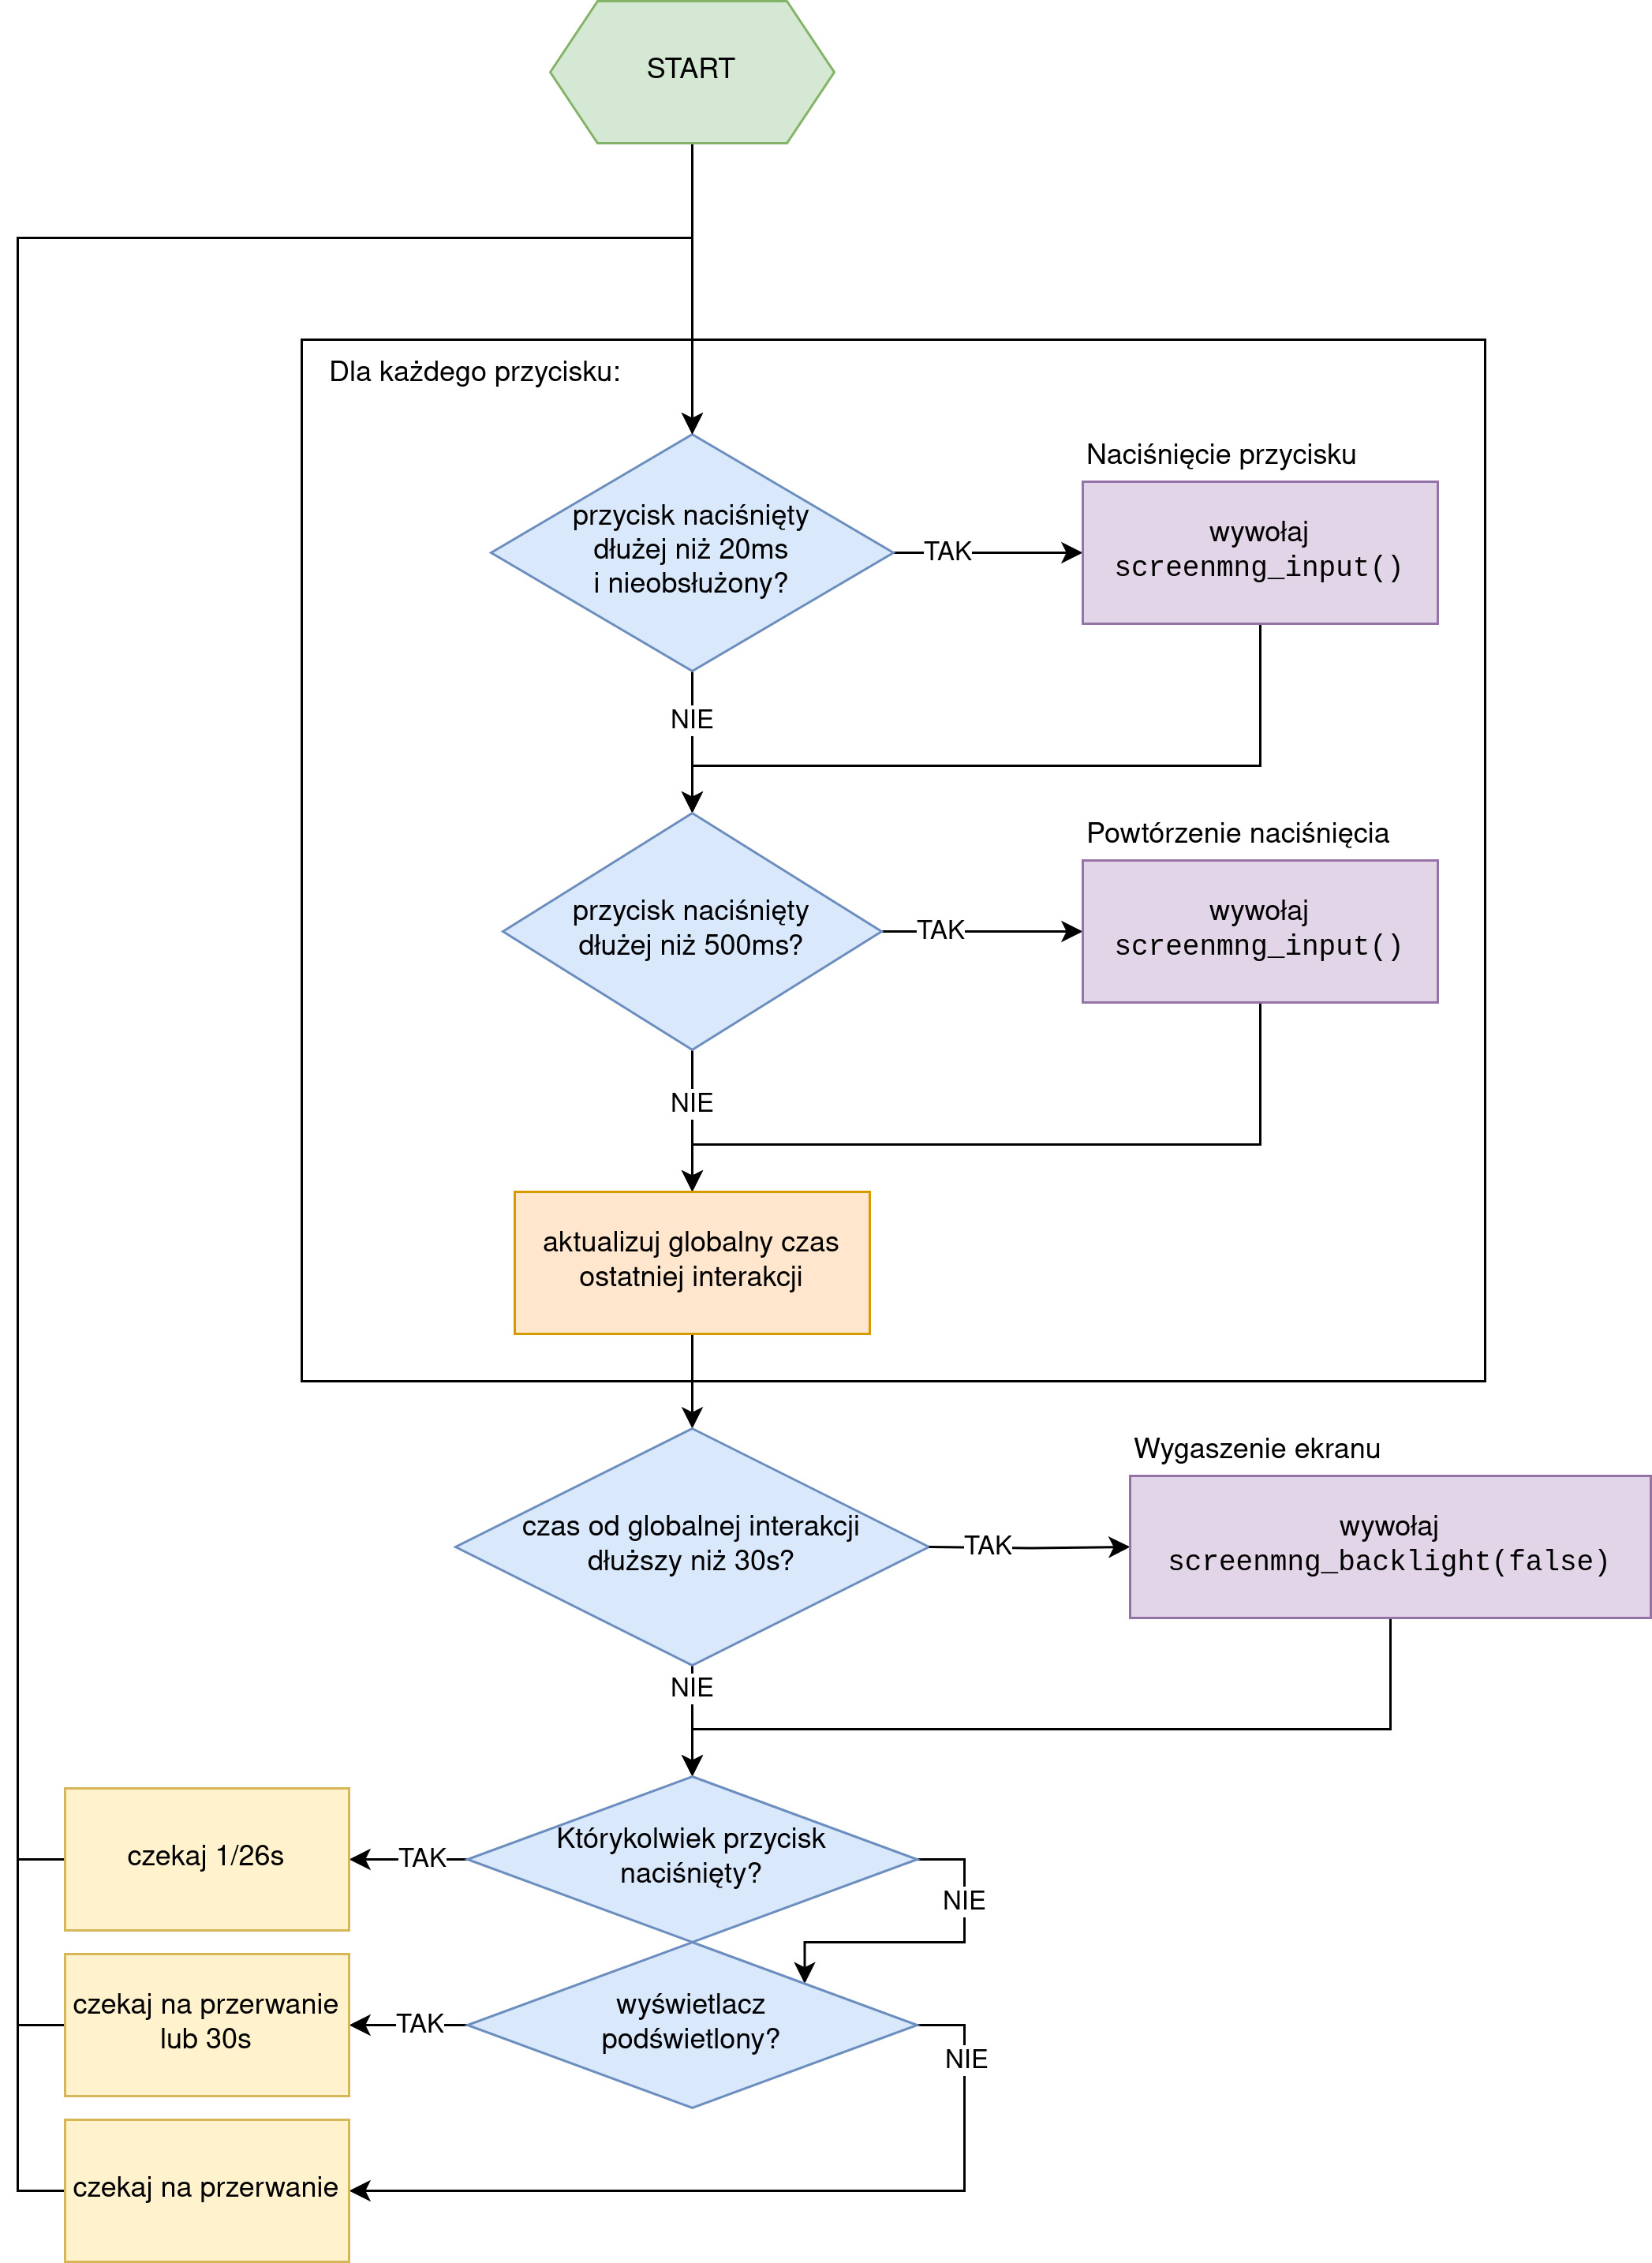 START
Dla każdego przycisku:
przycisk naciśnięty
dłużej niż 20ms
i nieobsłużony?
TAK
Naciśnięcie przycisku
wywołaj
screenmng_input()
NIE
przycisk naciśnięty
dłużej niż 500ms?
TAK
Powtórzenie naciśnięcia
wywołaj
screenmng_input()
NIE
aktualizuj globalny czas
ostatniej interakcji
czas od globalnej interakcji
dłuższy niż 30s?
TAK
Wygaszenie ekranu
wywołaj
screenmng_backlight(false)
NIE
Którykolwiek przycisk
naciśnięty?
TAK
czekaj 1/26s
NIE
wyświetlacz
podświetlony?
TAK
czekaj na przerwanie
lub 30s
NIE
czekaj na przerwanie